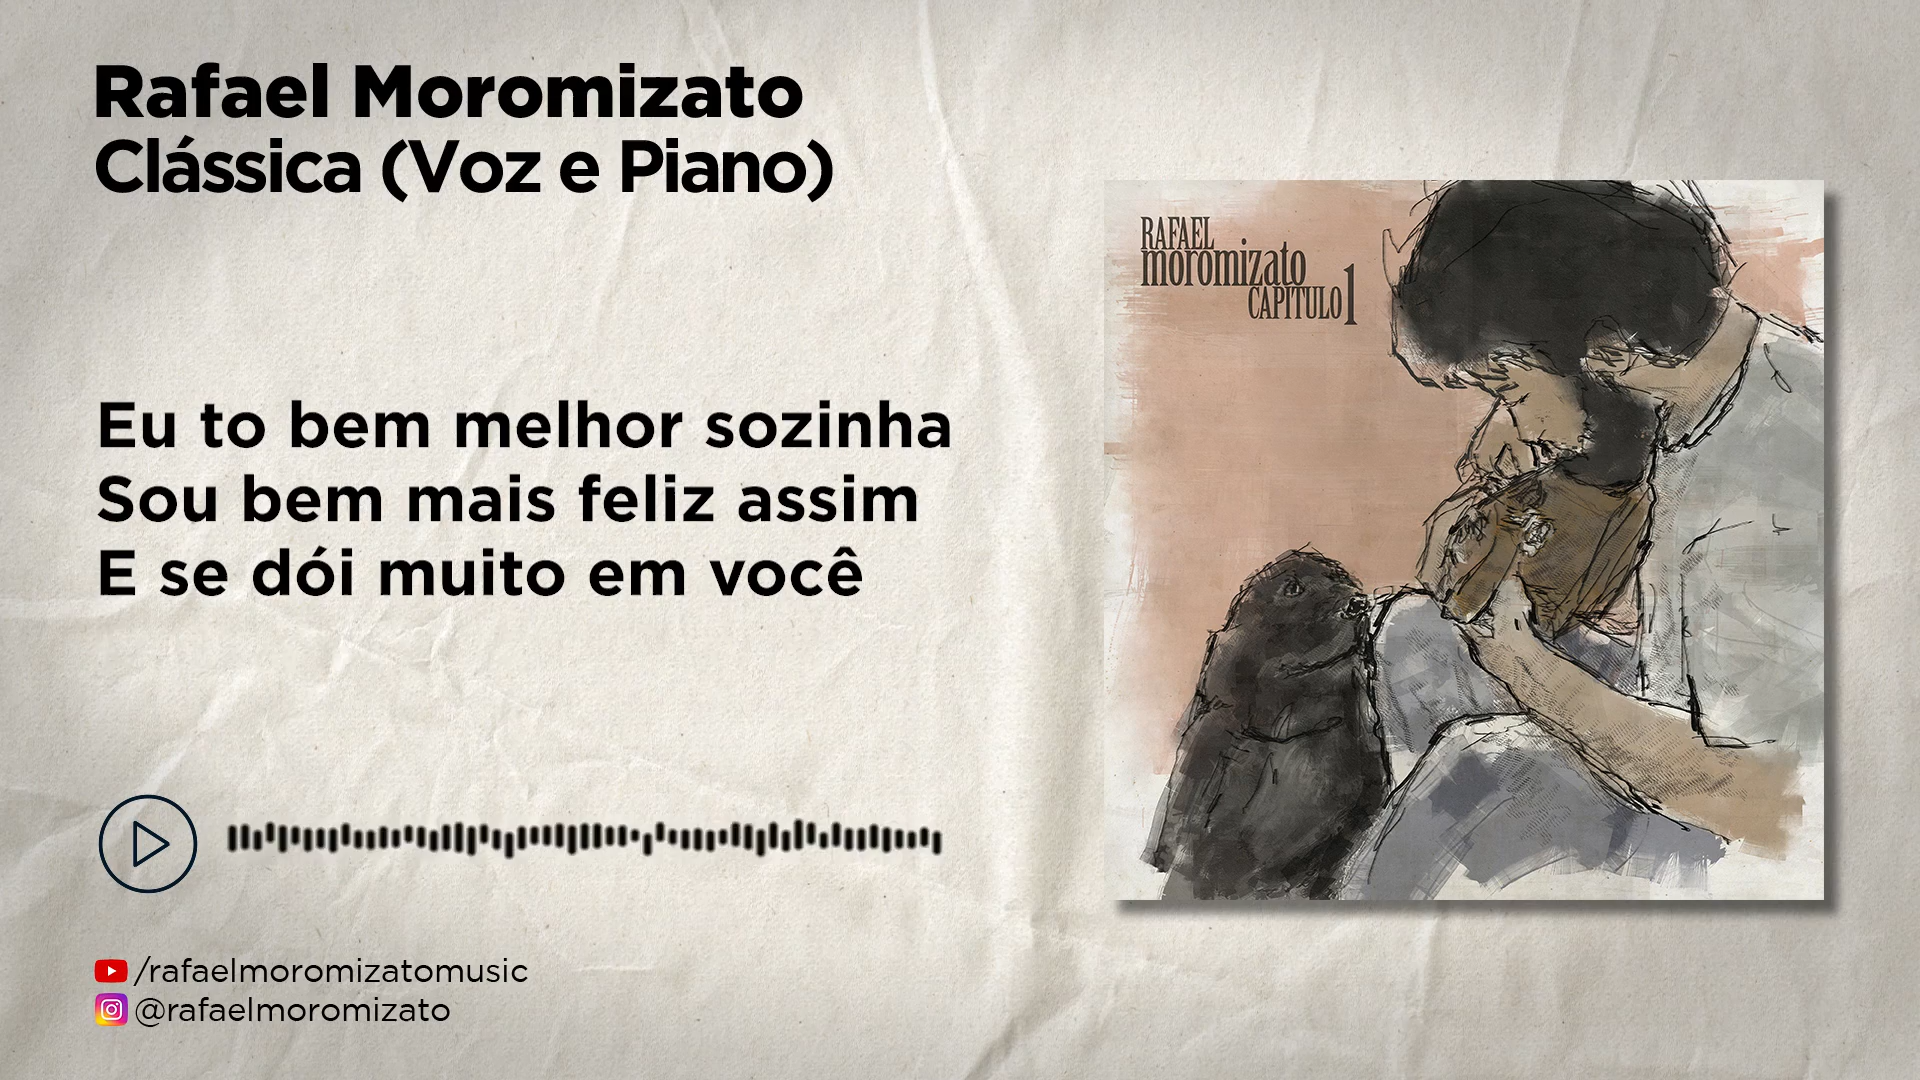 Rafael Moromizato
Clássica (Voz e Piano)
RAFAEL
moromizato
CAPITULO 1
Eu to bem melhor sozinha
Sou bem mais feliz assim
E se dói muito em você
/rafaelmoromizatomusic
@rafaelmoromizato